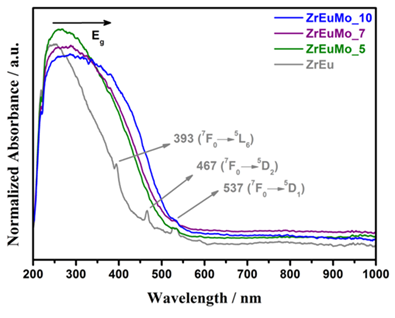 ZrEuMo_10
ZrEuMo_7
ZrEuMo_5
ZrEu
E_g
393 (⁷F₀→⁵L₆)
467 (⁷F₀→⁵D₂)
537 (⁷F₀→⁵D₁)
Normalized Absorbance / a.u.
200 300 400 500 600 700 800 900 1000
Wavelength / nm